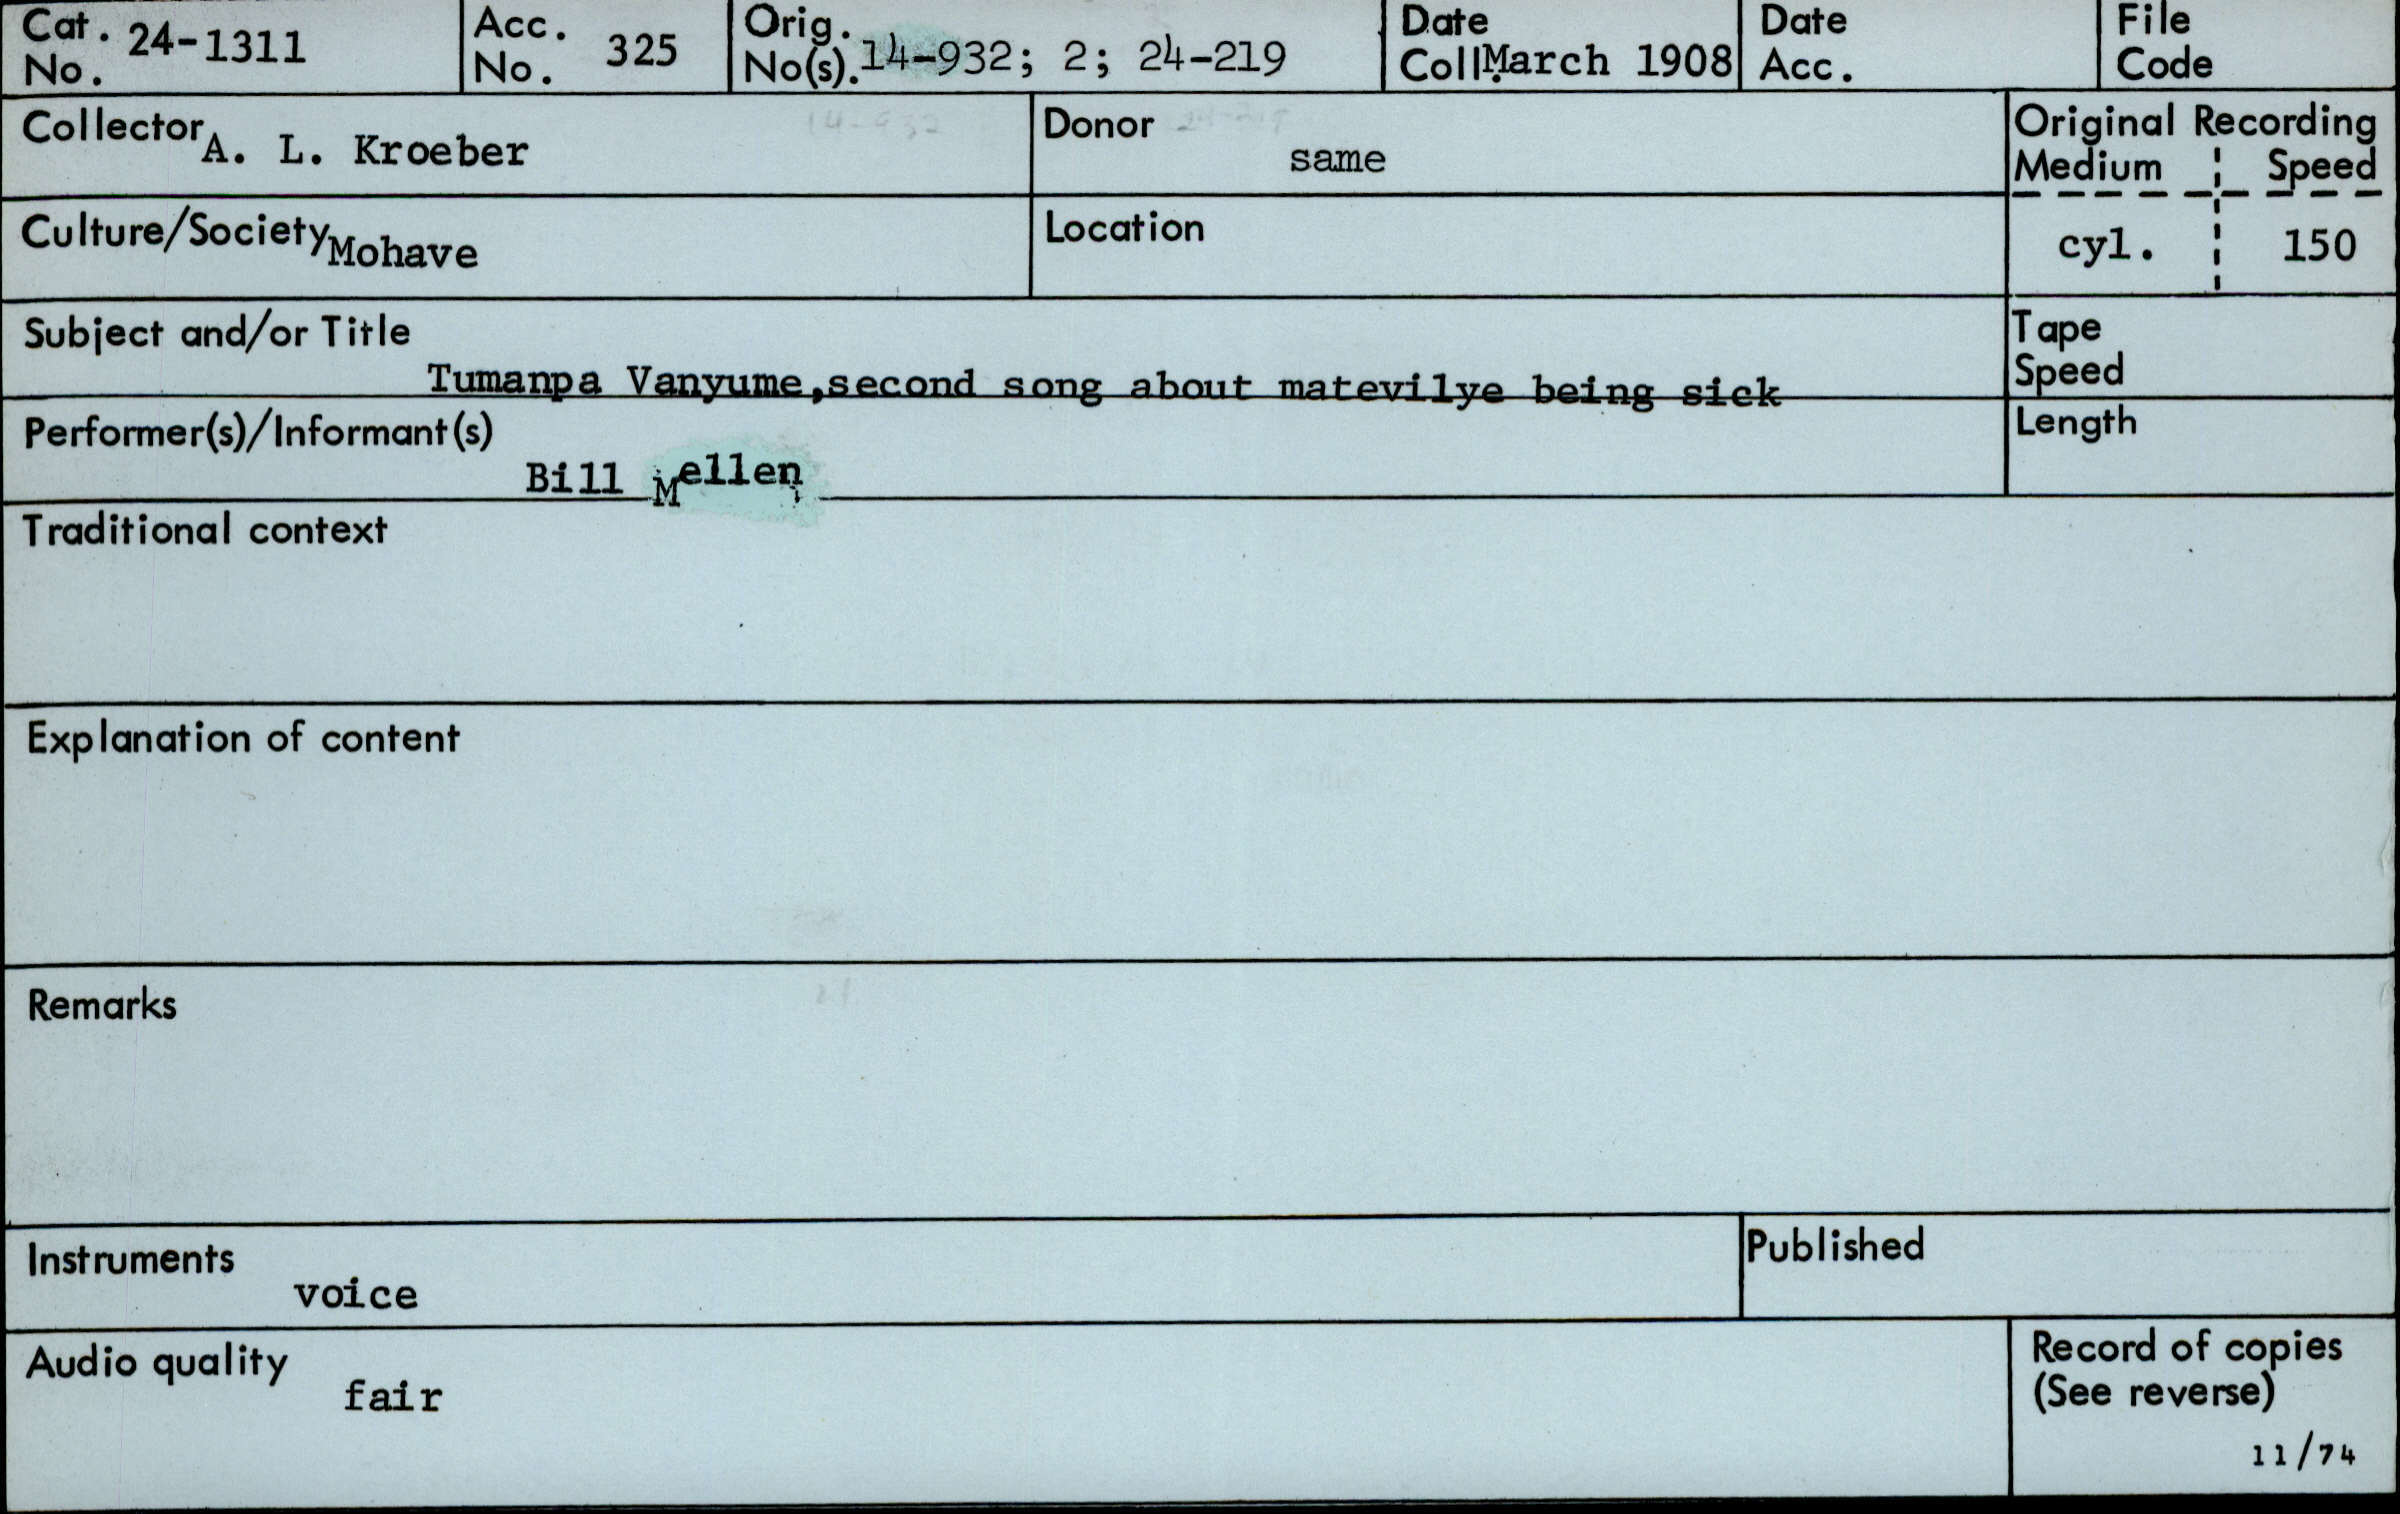 Cat. No. 24-1311
Acc. No. 325
Orig. No(s). 14-932; 2; 24-219
Date Coll. March 1908
Date Acc.
File Code
Collector A. L. Kroeber
Donor same
Original Recording
Medium Speed
cyl. 150
Culture/Society Mohave
Location
Subject and/or Title
Tumanpa Vanyume,second song about matevilye being sick
Tape Speed
Performer(s)/Informant(s)
Bill Mellen
Length
Traditional context
Explanation of content
Remarks
Instruments
voice
Published
Audio quality
fair
Record of copies
(See reverse)
11/74